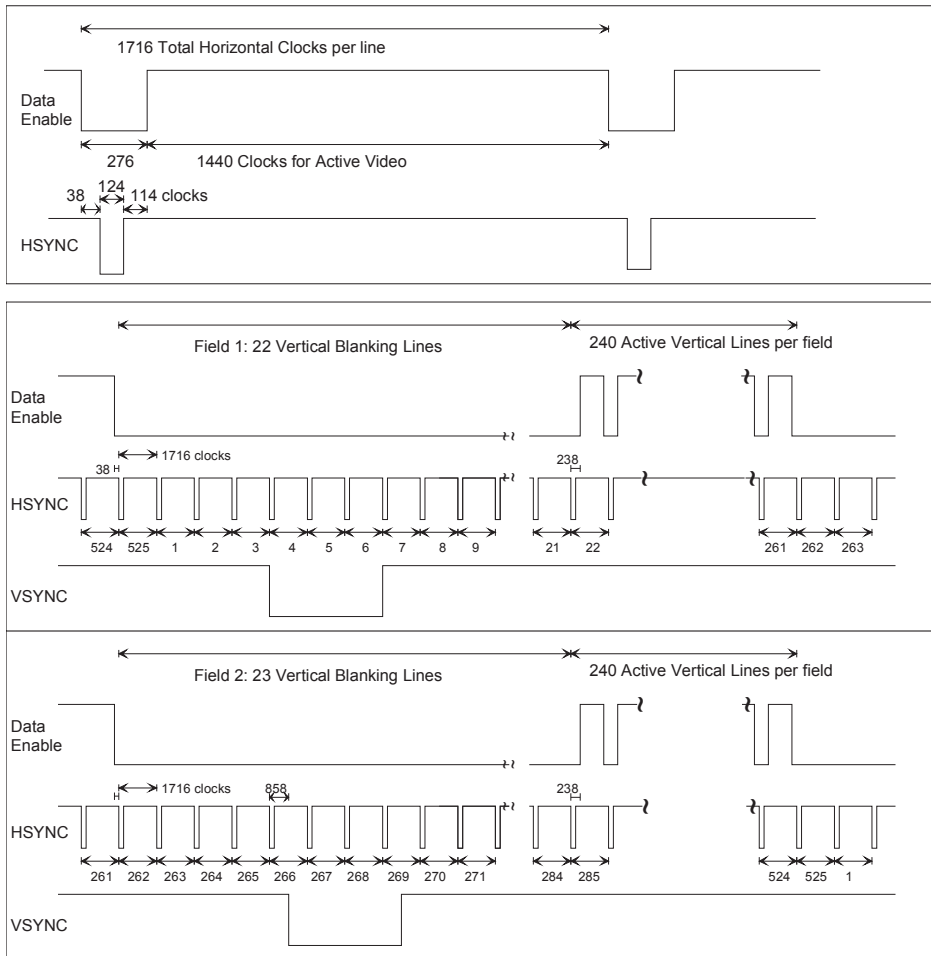 1716 Total Horizontal Clocks per line
Data
Enable
276
1440 Clocks for Active Video
124
38
114 clocks
HSYNC
Field 1: 22 Vertical Blanking Lines
240 Active Vertical Lines per field
Data
Enable
1716 clocks
38
238
HSYNC
524 525 1 2 3 4 5 6 7 8 9 21 22 261 262 263
VSYNC
Field 2: 23 Vertical Blanking Lines
240 Active Vertical Lines per field
Data
Enable
1716 clocks
858
238
HSYNC
261 262 263 264 265 266 267 268 269 270 271 284 285 524 525 1
VSYNC